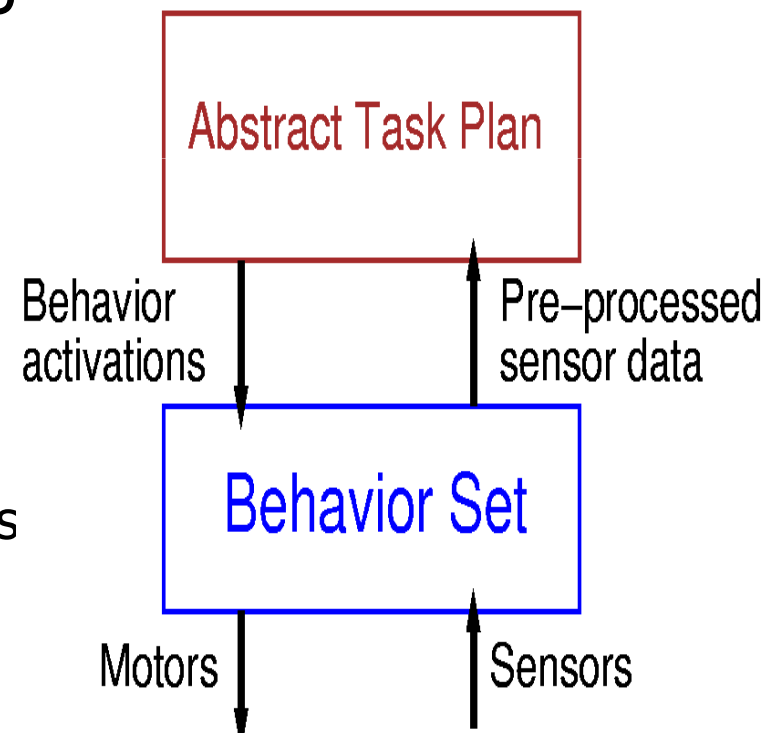 Abstract Task Plan
Behavior
activations
Pre–processed
sensor data
Behavior Set
s
Motors
Sensors